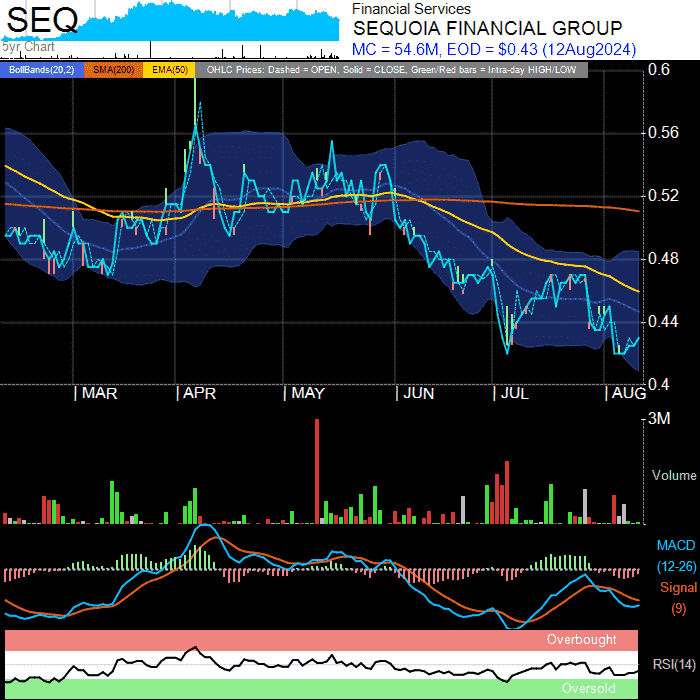 SEQ
5yr Chart
Financial Services
SEQUOIA FINANCIAL GROUP
MC = 54.6M, EOD = $0.43 (12Aug2024)
BollBands(20,2) SMA(200) EMA(50) OHLC Prices: Dashed = OPEN, Solid = CLOSE, Green/Red bars = Intra-day HIGH/LOW
0.6
0.56
0.52
0.48
0.44
0.4
MAR APR MAY JUN JUL AUG
3M
Volume
MACD
(12-26)
Signal
(9)
Overbought
RSI(14)
Oversold